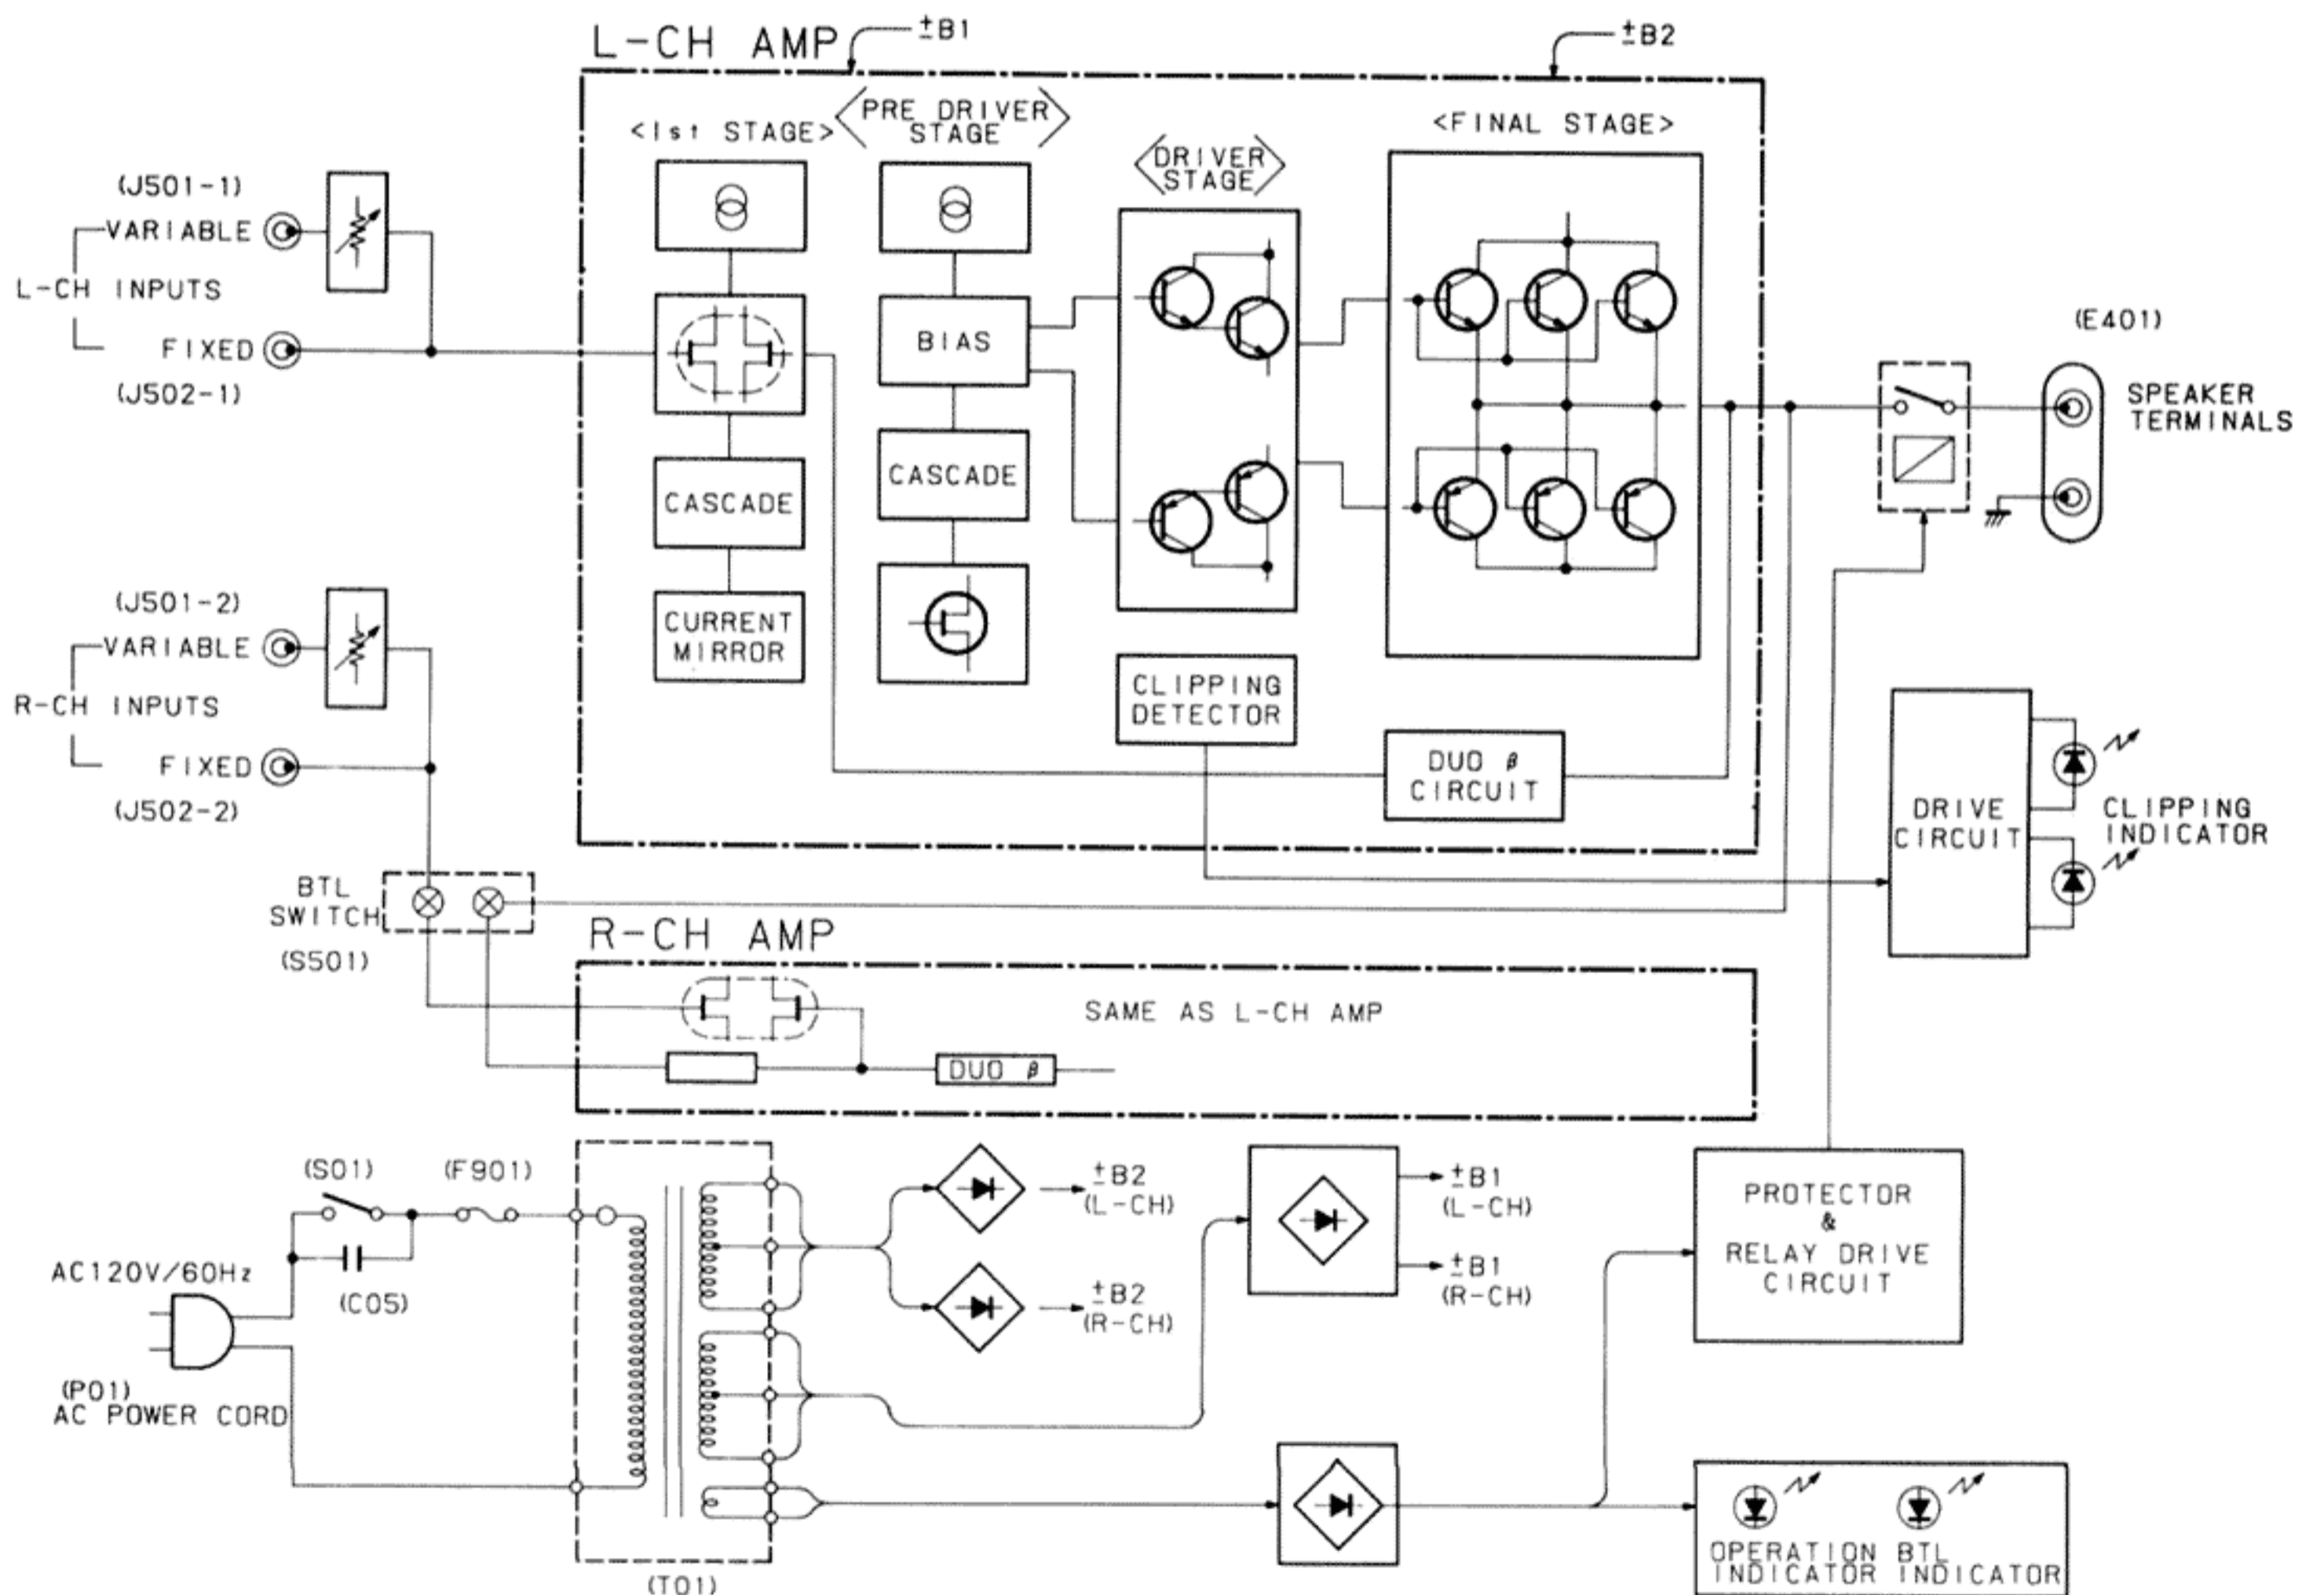 L-CH AMP
±B1
±B2
<1st STAGE>
<PRE DRIVER
STAGE>
<DRIVER
STAGE>
<FINAL STAGE>
(J501-1)
VARIABLE
L-CH INPUTS
FIXED
(J502-1)
BIAS
CASCADE
CASCADE
CURRENT
MIRROR
(E401)
SPEAKER
TERMINALS
(J501-2)
VARIABLE
R-CH INPUTS
FIXED
(J502-2)
CLIPPING
DETECTOR
DUO β
CIRCUIT
DRIVE
CIRCUIT
CLIPPING
INDICATOR
BTL
SWITCH
(S501)
R-CH AMP
SAME AS L-CH AMP
DUO β
(S01)
(F901)
AC120V/60Hz
(C05)
(P01)
AC POWER CORD
(T01)
±B2
(L-CH)
±B2
(R-CH)
±B1
(L-CH)
±B1
(R-CH)
PROTECTOR
&
RELAY DRIVE
CIRCUIT
OPERATION
INDICATOR
BTL
INDICATOR